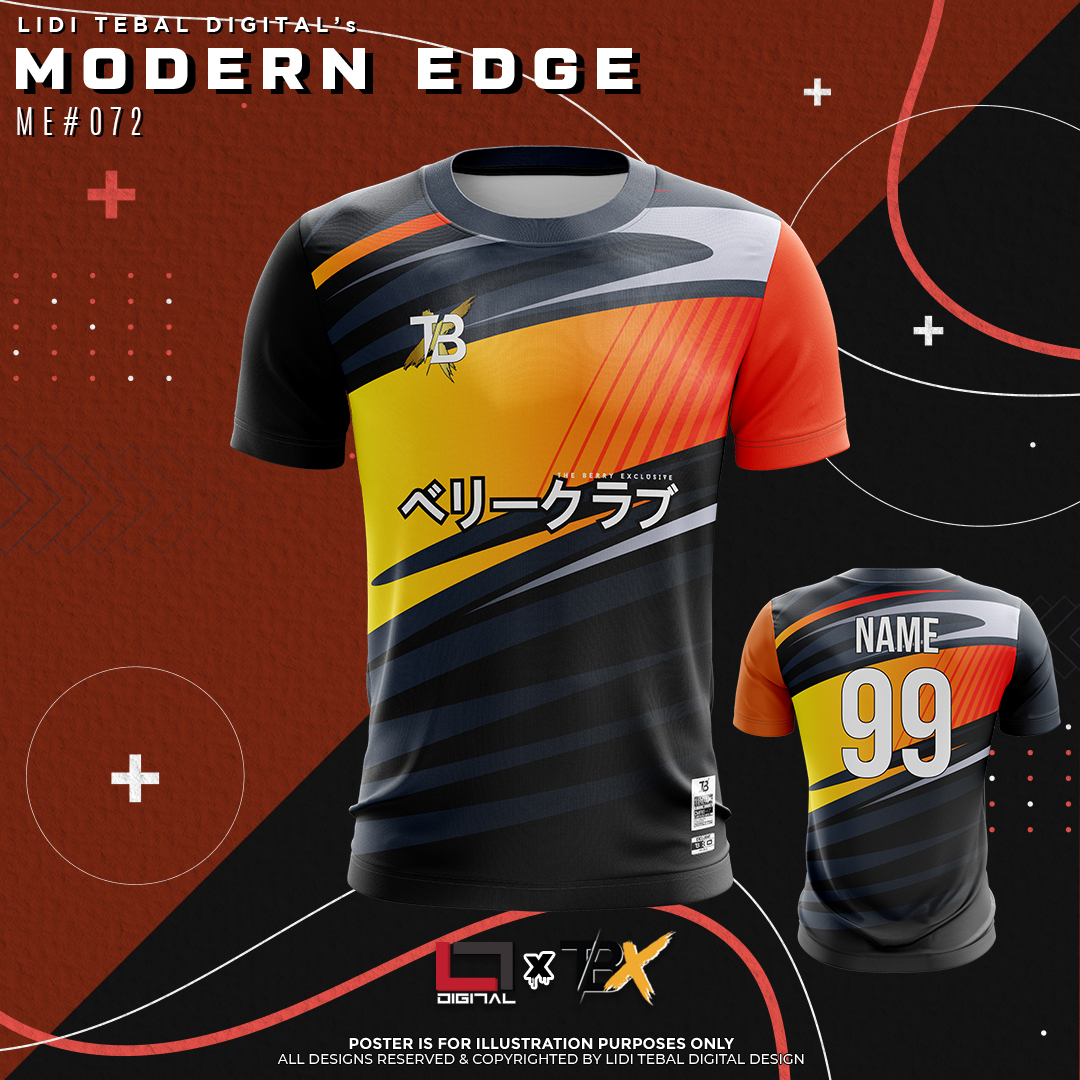 LIDI TEBAL DIGITAL's
MODERN EDGE
ME#072
TBX
THE BERRY EXCLUSIVE
ベリークラブ
TB
NAME
99
DIGITAL
X
TBX
POSTER IS FOR ILLUSTRATION PURPOSES ONLY
ALL DESIGNS RESERVED & COPYRIGHTED BY LIDI TEBAL DIGITAL DESIGN